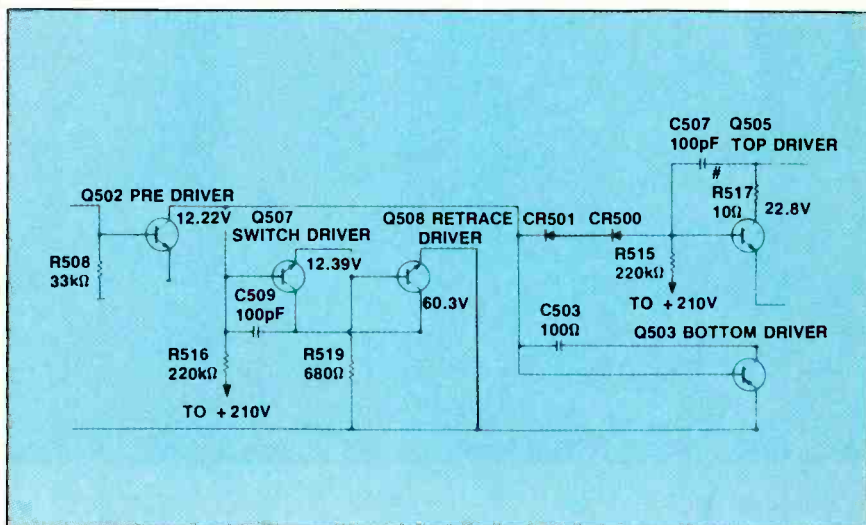 C507
100pF
Q505
TOP DRIVER
#
R517
10Ω
22.8V
Q502 PRE DRIVER
12.22V
Q507
SWITCH DRIVER
12.39V
Q508 RETRACE
DRIVER
60.3V
CR501
CR500
R508
33kΩ
C509
100pF
R515
220kΩ
TO +210V
C503
100Ω
Q503 BOTTOM DRIVER
R516
220kΩ
R519
680Ω
TO +210V